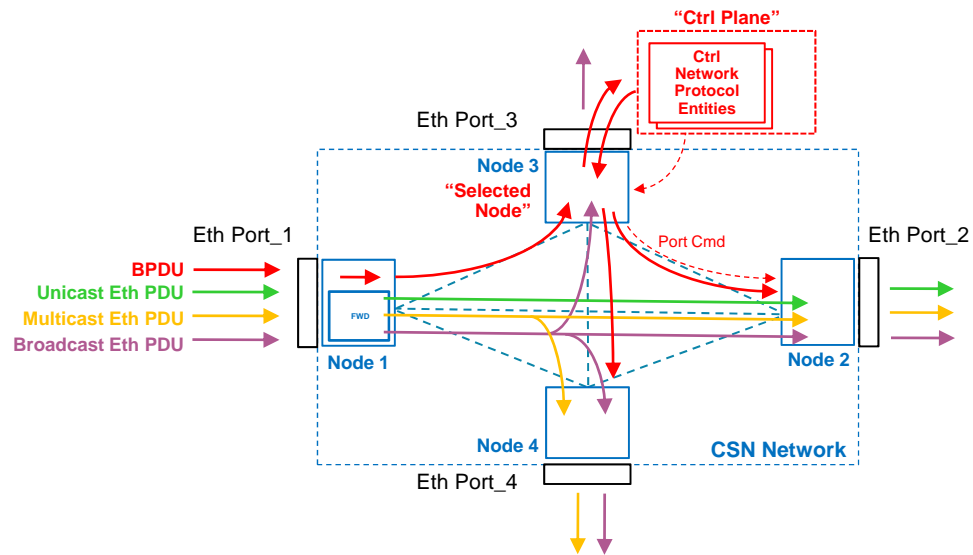 “Ctrl Plane”
Ctrl
Network
Protocol
Entities
Eth Port_3
Node 3
“Selected
Node”
Eth Port_1
Eth Port_2
Port Cmd
BPDU
Unicast Eth PDU
Multicast Eth PDU
Broadcast Eth PDU
FWD
Node 1
Node 2
Node 4
CSN Network
Eth Port_4